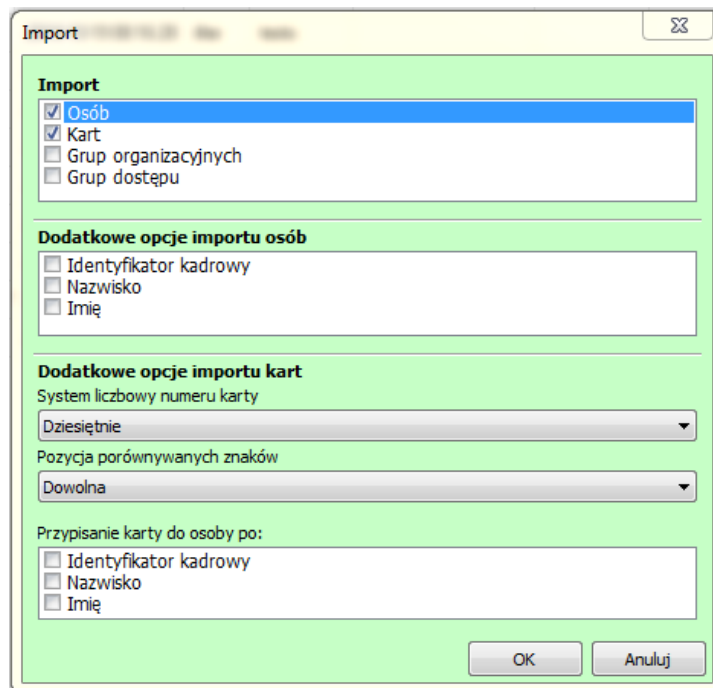 Import
Import
Osób
Kart
Grup organizacyjnych
Grup dostępu
Dodatkowe opcje importu osób
Identyfikator kadrowy
Nazwisko
Imię
Dodatkowe opcje importu kart
System liczbowy numeru karty
Dziesiętnie
Pozycja porównywanych znaków
Dowolna
Przypisanie karty do osoby po:
Identyfikator kadrowy
Nazwisko
Imię
OK Anuluj